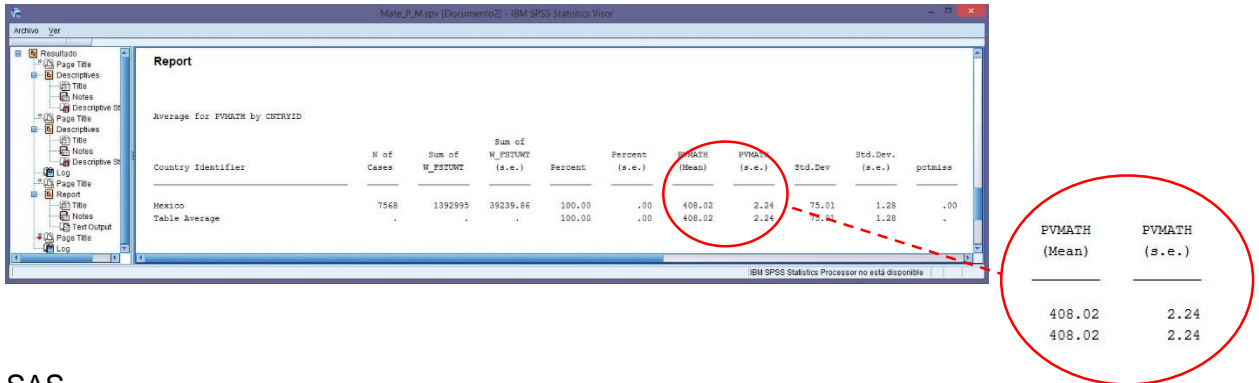 Mate_P_M.spv [Documento2] - IBM SPSS Statistics Visor
Archivo Ver
Resultado
Page Title
Descriptives
Title
Notes
Descriptive St
Page Title
Descriptives
Title
Notes
Descriptive St
Log
Page Title
Report
Title
Notes
Text Output
Page Title
Log
Report
Average for PVMATH by CNTRYID
Sum of
N of Sum of W_FSTUWT Percent PVMATH PVMATH Std.Dev.
Country Identifier Cases W_FSTUWT (s.e.) Percent (s.e.) (Mean) (s.e.) Std.Dev (s.e.) pctmiss
Mexico 7568 1392995 39239.86 100.00 .00 408.02 2.24 75.01 1.28 .00
Table Average . . . 100.00 .00 408.02 2.24 75.01 1.28 .
IBM SPSS Statistics Processor no está disponible
PVMATH PVMATH
(Mean) (s.e.)
408.02 2.24
408.02 2.24
SAS